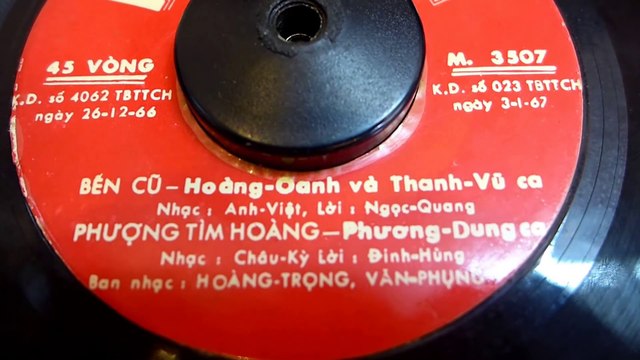 45 VÒNG
K.D. số 4062 TBTTCH
ngày 26-12-66
M. 3507
K.D. số 023 TBTTCH
ngày 3-1-67
BẾN CŨ – Hoàng-Oanh và Thanh-Vũ ca
Nhạc : Anh-Việt, Lời : Ngọc-Quang
PHƯỢNG TÌM HOÀNG – Phương-Dung ca
Nhạc : Châu-Kỳ Lời : Đinh-Hùng
Ban nhạc : HOÀNG-TRỌNG, VĂN-PHỤNG